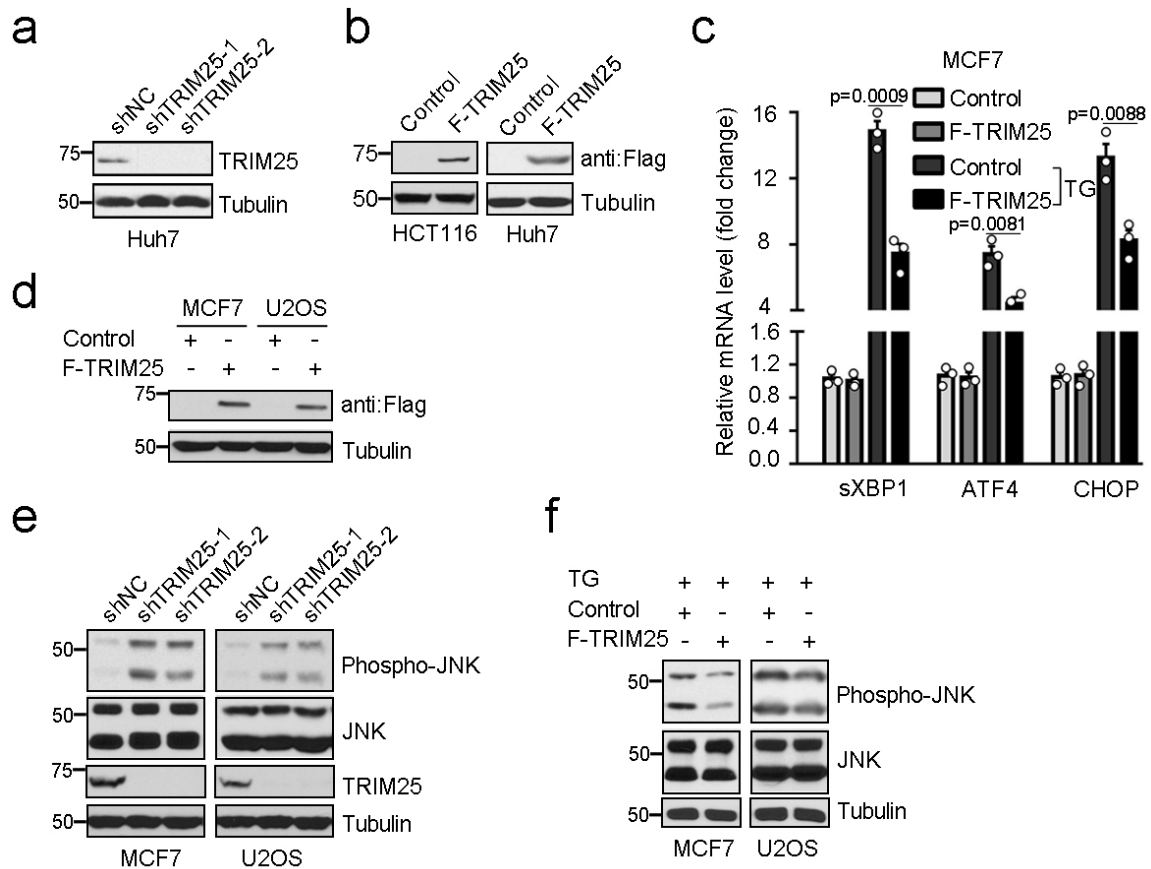 a
shNC
shTRIM25-1
shTRIM25-2
75
TRIM25
50
Tubulin
Huh7
b
Control
F-TRIM25
Control
F-TRIM25
75
anti:Flag
50
Tubulin
HCT116
Huh7
c
MCF7
Control
F-TRIM25
Control
F-TRIM25
TG
p=0.0009
p=0.0081
p=0.0088
Relative mRNA level (fold change)
16
12
8
4
1.6
1.2
0.8
0.4
0.0
sXBP1
ATF4
CHOP
d
MCF7 U2OS
Control + - + -
F-TRIM25 - + - +
75
anti:Flag
50
Tubulin
e
shNC
shTRIM25-1
shTRIM25-2
shNC
shTRIM25-1
shTRIM25-2
50
Phospho-JNK
50
JNK
75
TRIM25
50
Tubulin
MCF7
U2OS
f
TG + + + +
Control + - + -
F-TRIM25 - + - +
50
Phospho-JNK
50
JNK
50
Tubulin
MCF7 U2OS